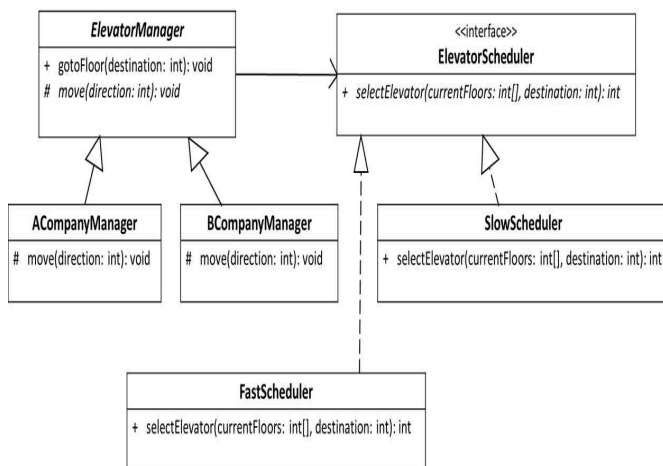 ElevatorManager
+ gotoFloor(destination: int): void
# move(direction: int): void
<<interface>>
ElevatorScheduler
+ selectElevator(currentFloors: int[], destination: int): int
ACompanyManager
# move(direction: int): void
BCompanyManager
# move(direction: int): void
SlowScheduler
+ selectElevator(currentFloors: int[], destination: int): int
FastScheduler
+ selectElevator(currentFloors: int[], destination: int): int